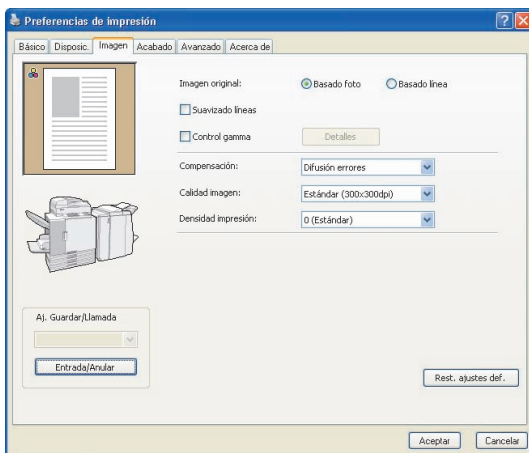 Preferencias de impresión
Básico Disposic. Imagen Acabado Avanzado Acerca de
Imagen original: Basado foto Basado línea
Suavizado líneas
Control gamma Detalles
Compensación: Difusión errores
Calidad imagen: Estándar (300x300dpi)
Densidad impresión: 0 (Estándar)
Aj. Guardar/Llamada
Entrada/Anular
Rest. ajustes def.
Aceptar Cancelar